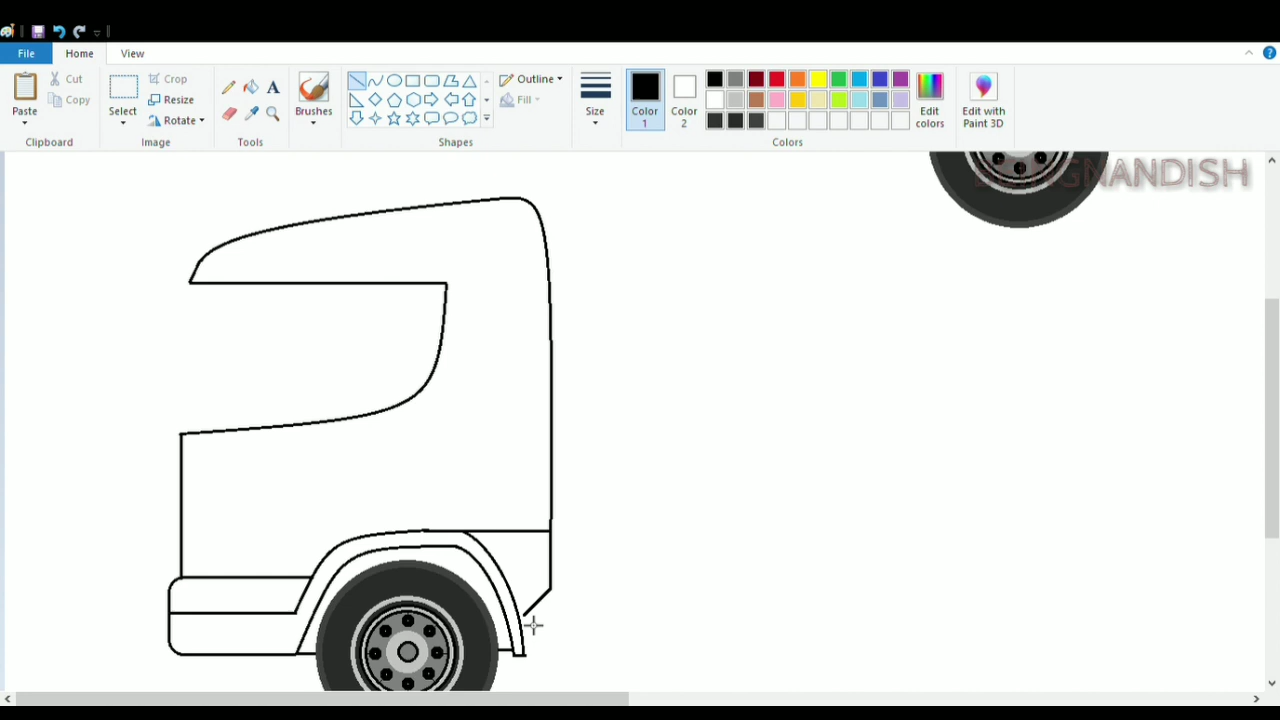 File Home View
Paste
Cut
Copy
Clipboard
Select
Crop
Resize
Rotate
Image
Tools
Brushes
Shapes
Outline
Fill
Size
Color 1
Color 2
Edit colors
Colors
Edit with Paint 3D